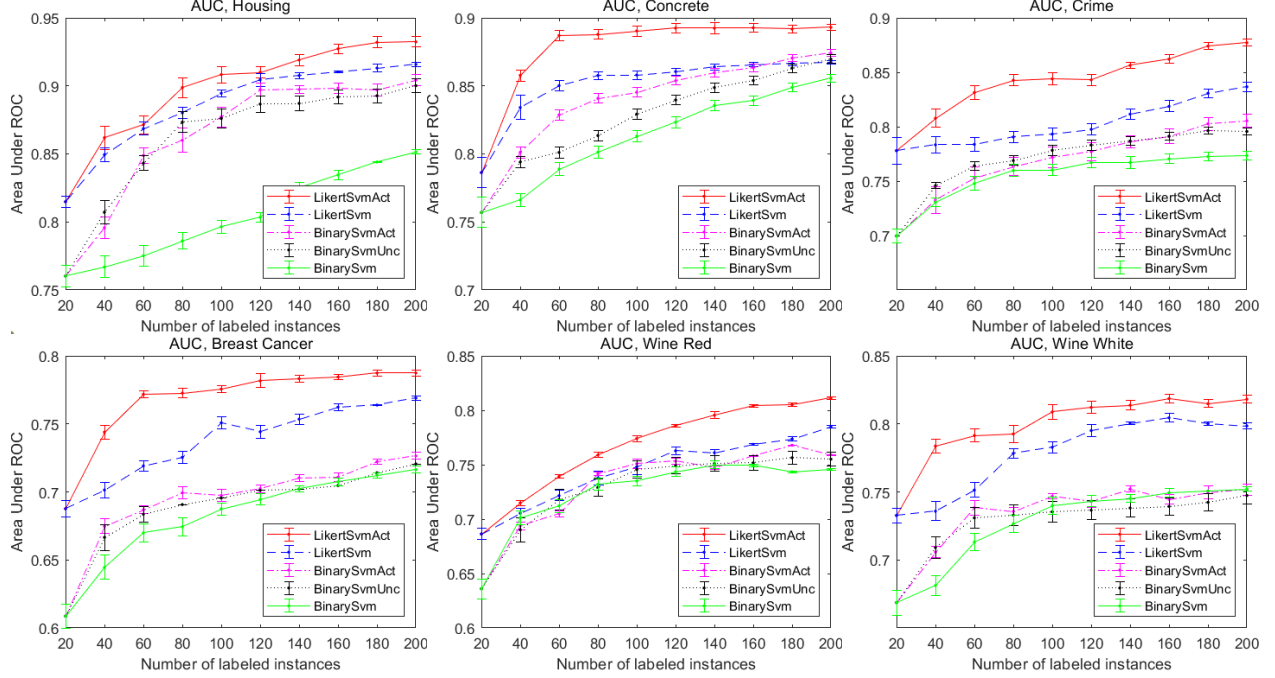 AUC, Housing
0.95
0.9
0.85
0.8
0.75
Area Under ROC
LikertSvmAct
LikertSvm
BinarySvmAct
BinarySvmUnc
BinarySvm
20 40 60 80 100 120 140 160 180 200
Number of labeled instances
AUC, Concrete
0.9
0.85
0.8
0.75
0.7
Area Under ROC
LikertSvmAct
LikertSvm
BinarySvmAct
BinarySvmUnc
BinarySvm
20 40 60 80 100 120 140 160 180 200
Number of labeled instances
AUC, Crime
0.9
0.85
0.8
0.75
0.7
Area Under ROC
LikertSvmAct
LikertSvm
BinarySvmAct
BinarySvmUnc
BinarySvm
20 40 60 80 100 120 140 160 180 200
Number of labeled instances
AUC, Breast Cancer
0.8
0.75
0.7
0.65
0.6
Area Under ROC
LikertSvmAct
LikertSvm
BinarySvmAct
BinarySvmUnc
BinarySvm
20 40 60 80 100 120 140 160 180 200
Number of labeled instances
AUC, Wine Red
0.85
0.8
0.75
0.7
0.65
0.6
Area Under ROC
LikertSvmAct
LikertSvm
BinarySvmAct
BinarySvmUnc
BinarySvm
20 40 60 80 100 120 140 160 180 200
Number of labeled instances
AUC, Wine White
0.85
0.8
0.75
0.7
Area Under ROC
LikertSvmAct
LikertSvm
BinarySvmAct
BinarySvmUnc
BinarySvm
20 40 60 80 100 120 140 160 180 200
Number of labeled instances